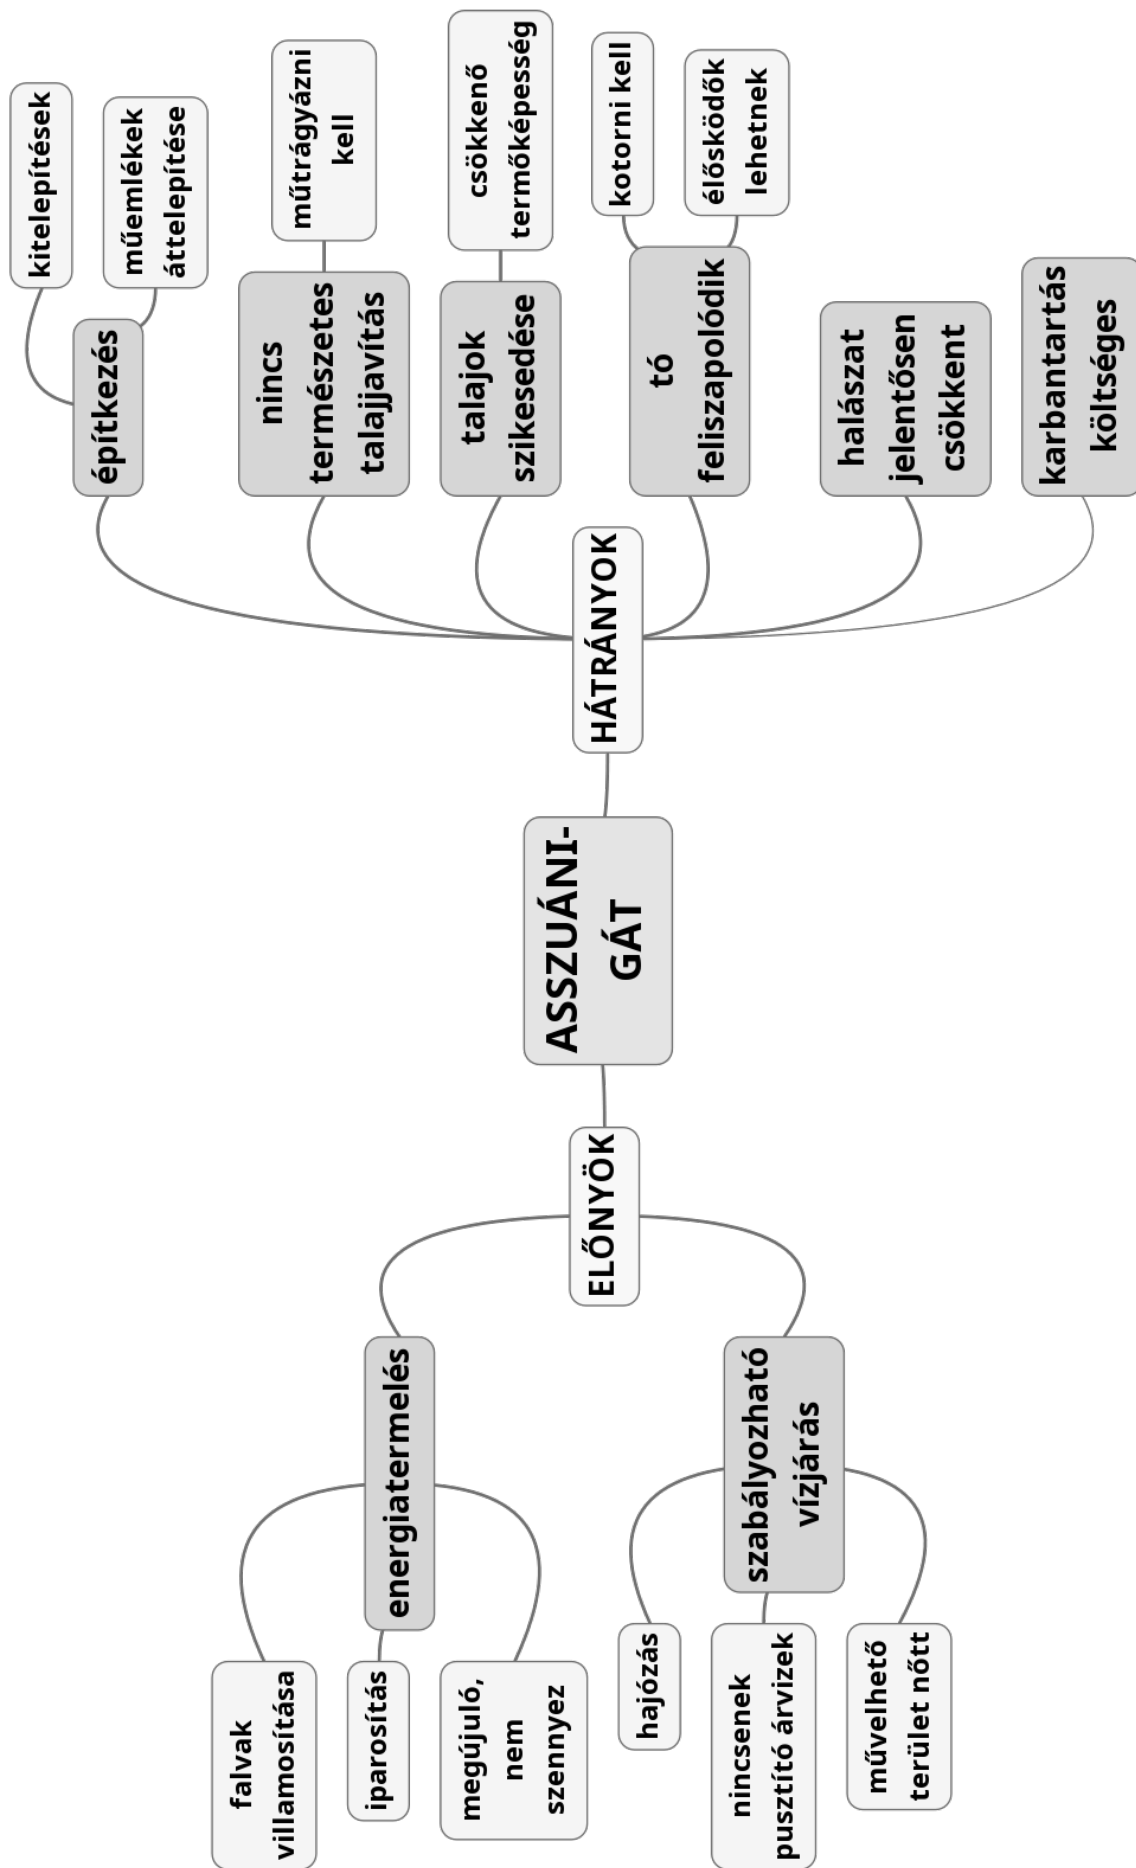 ASSZUÁNI-
GÁT
ELŐNYÖK
energiatermelés
falvak
villamosítása
iparosítás
megújuló,
nem
szennyez
szabályozható
vízjárás
hajózás
nincsenek
pusztító árvizek
művelhető
terület nőtt
HÁTRÁNYOK
építkezés
kitelepítések
műemlékek
áttelepítése
nincs
természetes
talajjavítás
műtrágyázni
kell
talajok
szikesedése
csökkenő
termőképesség
tó
feliszapolódik
kotorni kell
élősködők
lehetnek
halászat
jelentősen
csökkent
karbantartás
költséges